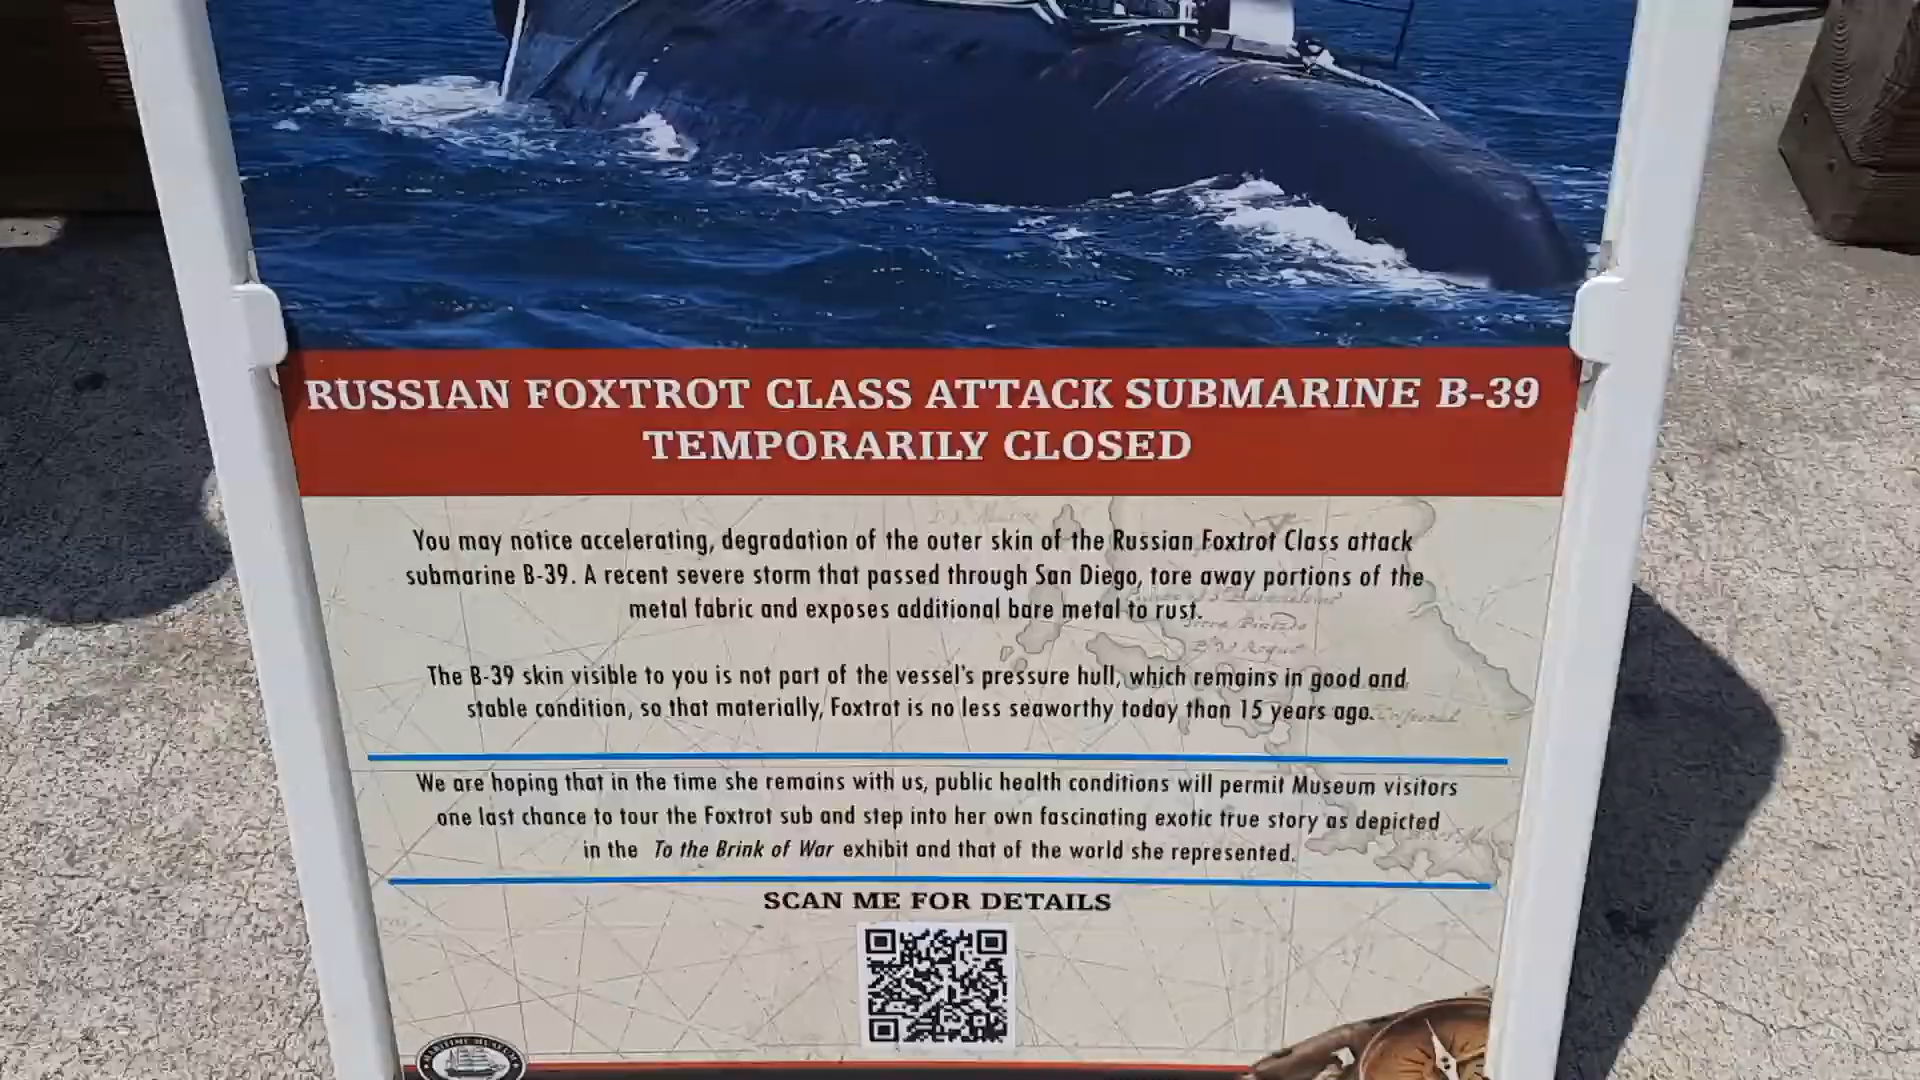 RUSSIAN FOXTROT CLASS ATTACK SUBMARINE B-39
TEMPORARILY CLOSED
You may notice accelerating, degradation of the outer skin of the Russian Foxtrot Class attack
submarine B-39. A recent severe storm that passed through San Diego, tore away portions of the
metal fabric and exposes additional bare metal to rust.
The B-39 skin visible to you is not part of the vessel's pressure hull, which remains in good and
stable condition, so that materially, Foxtrot is no less seaworthy today than 15 years ago.
We are hoping that in the time she remains with us, public health conditions will permit Museum visitors
one last chance to tour the Foxtrot sub and step into her own fascinating exotic true story as depicted
in the To the Brink of War exhibit and that of the world she represented.
SCAN ME FOR DETAILS
MARITIME MUSEUM